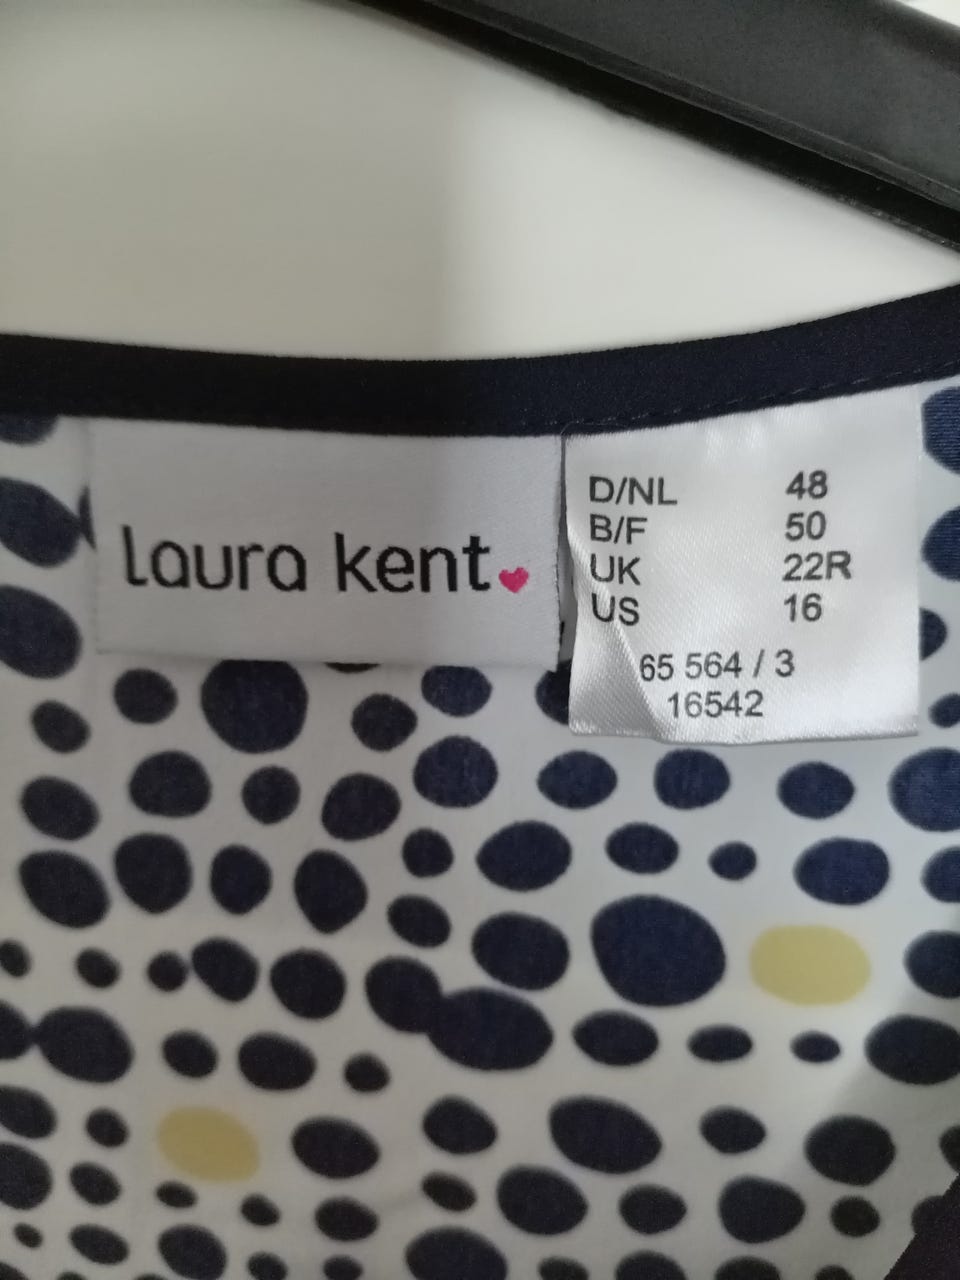 laura kent
D/NL 48
B/F 50
UK 22R
US 16
65 564 / 3
16542